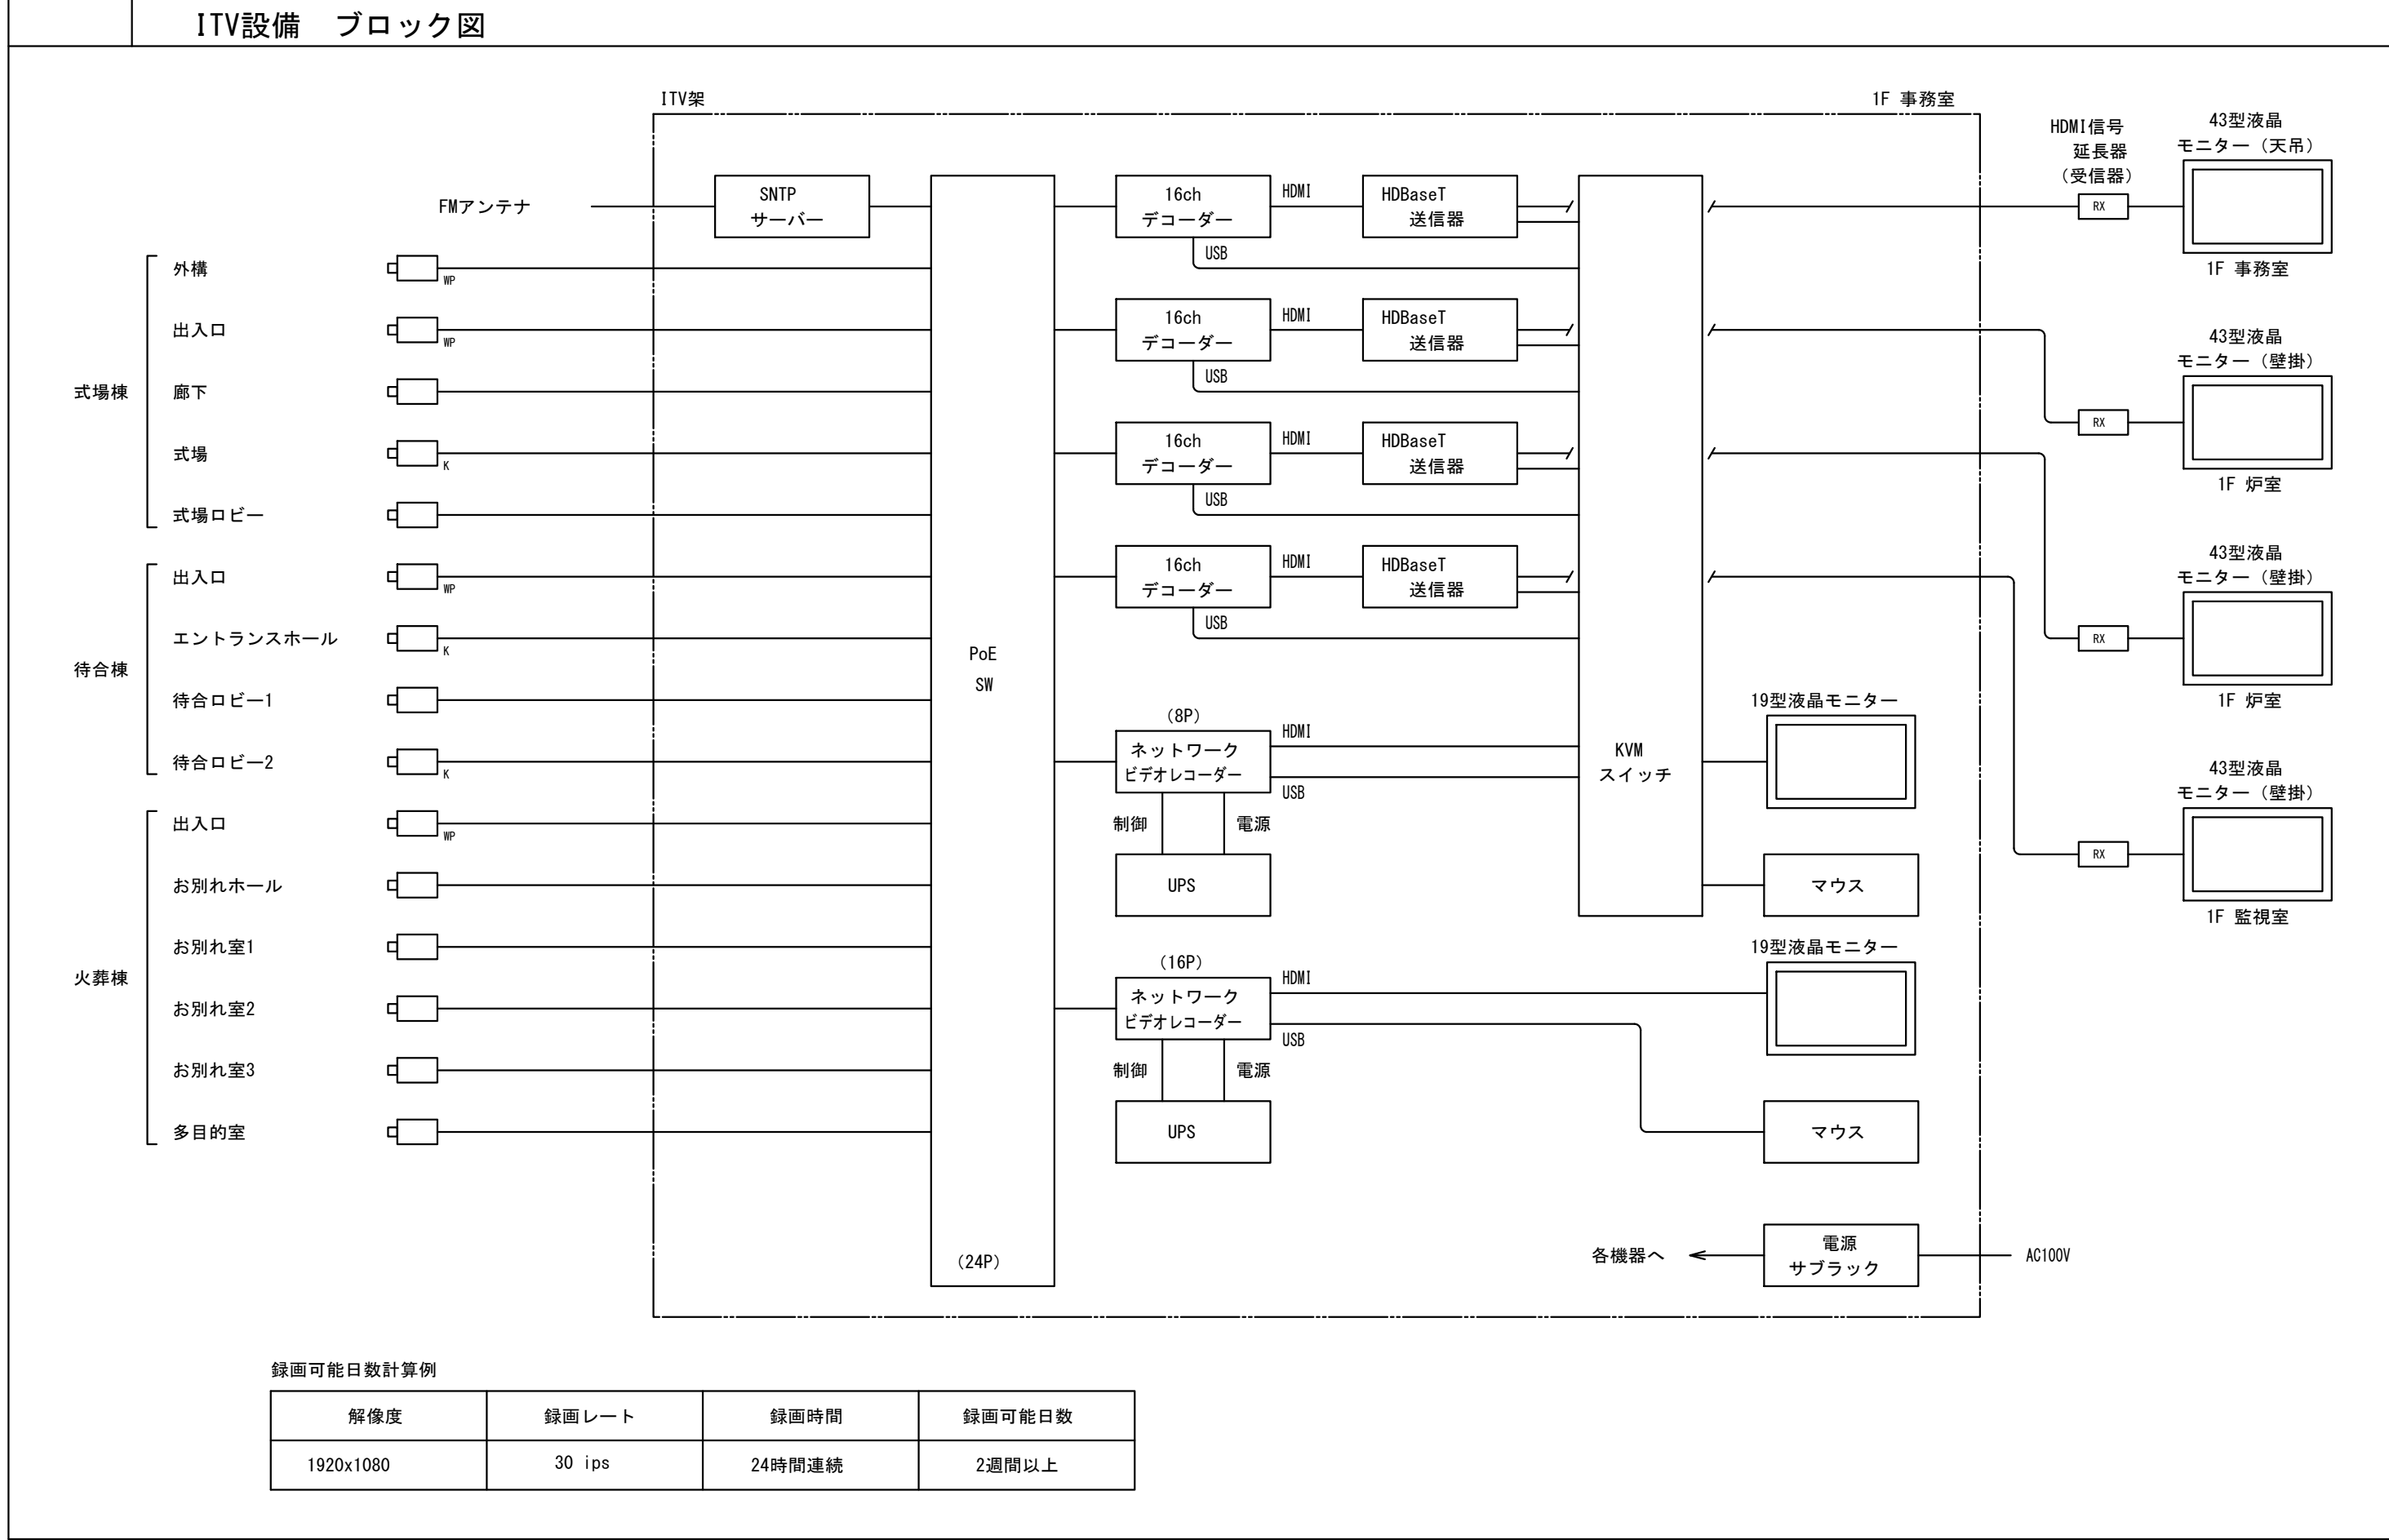 ITV設備　ブロック図
ITV架
1F 事務室
FMアンテナ
SNTP
サーバー
式場棟
外構
WP
出入口
WP
廊下
式場
K
式場ロビー
待合棟
出入口
WP
エントランスホール
K
待合ロビー1
待合ロビー2
K
火葬棟
出入口
WP
お別れホール
お別れ室1
お別れ室2
お別れ室3
多目的室
PoE
SW
(24P)
16ch
デコーダー
HDMI
USB
HDBaseT
送信器
16ch
デコーダー
HDMI
USB
HDBaseT
送信器
16ch
デコーダー
HDMI
USB
HDBaseT
送信器
16ch
デコーダー
HDMI
USB
HDBaseT
送信器
(8P)
ネットワーク
ビデオレコーダー
HDMI
USB
制御
電源
UPS
(16P)
ネットワーク
ビデオレコーダー
HDMI
USB
制御
電源
UPS
KVM
スイッチ
19型液晶モニター
マウス
19型液晶モニター
マウス
各機器へ
電源
サブラック
AC100V
HDMI信号
延長器
(受信器)
RX
43型液晶
モニター(天吊)
1F 事務室
43型液晶
モニター(壁掛)
RX
1F 炉室
43型液晶
モニター(壁掛)
RX
1F 炉室
43型液晶
モニター(壁掛)
RX
1F 監視室
録画可能日数計算例
解像度 録画レート 録画時間 録画可能日数
1920x1080 30 ips 24時間連続 2週間以上